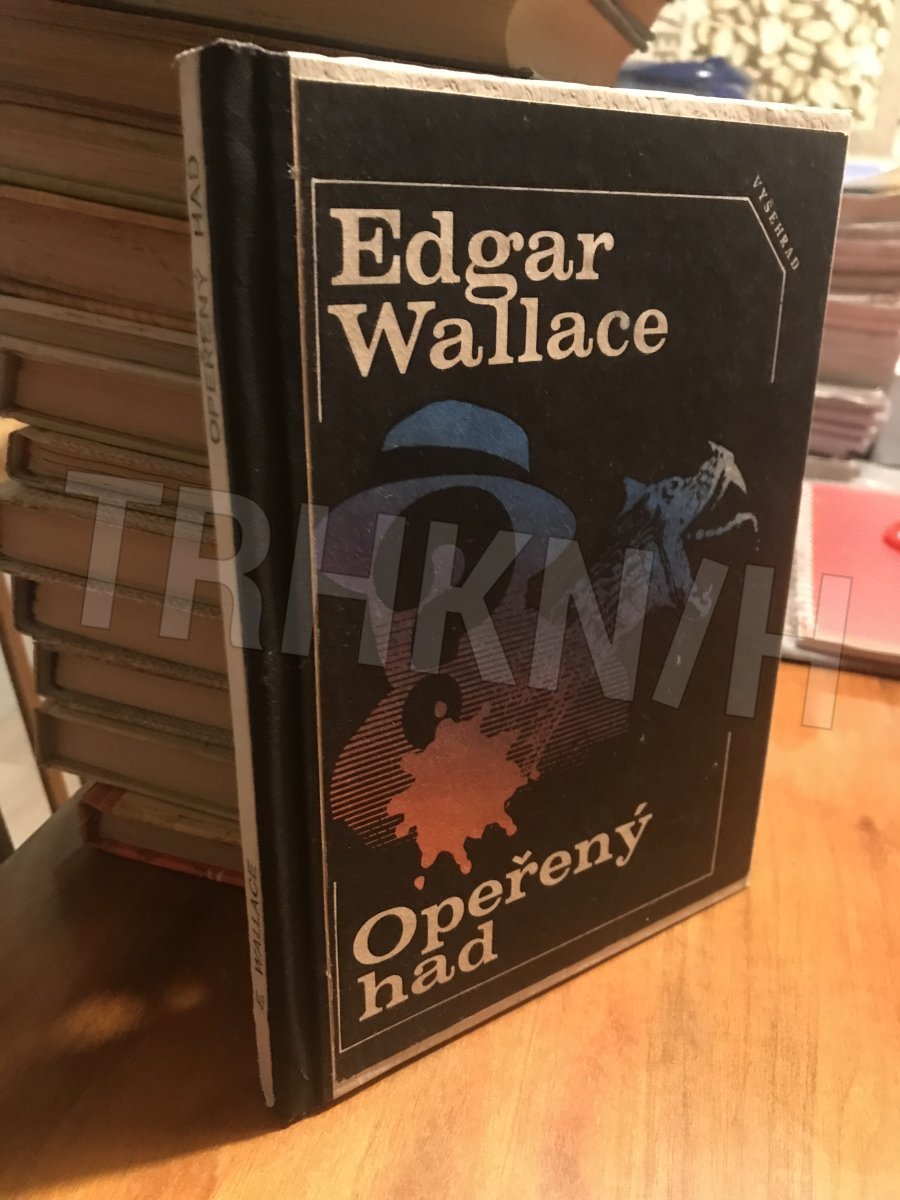 VYŠEHRAD
Edgar
Wallace
Opeřený
had
E. WALLACE
OPEŘENÝ HAD
TRHKNIH